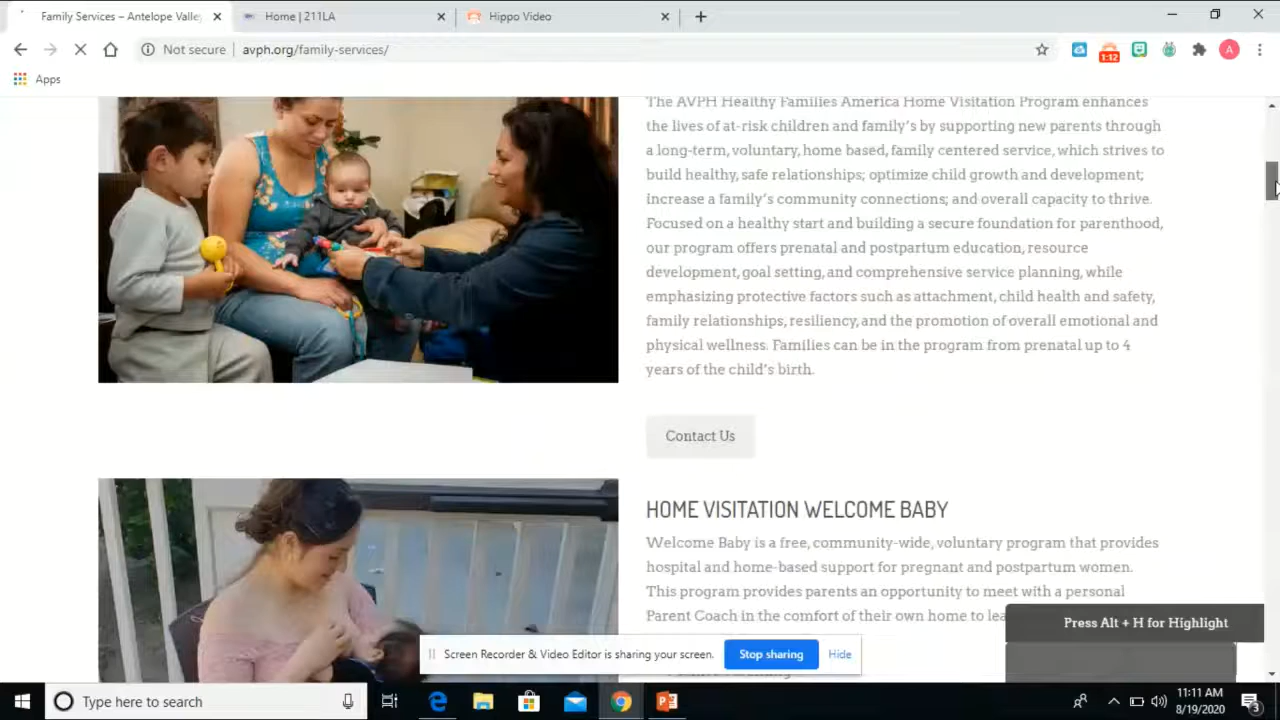 Family Services – Antelope Valle
Home | 211LA
Hippo Video
Not secure
avph.org/family-services/
1:12
A
Apps
The AVPH Healthy Families America Home Visitation Program enhances
the lives of at-risk children and family's by supporting new parents through
a long-term, voluntary, home based, family centered service, which strives to
build healthy, safe relationships; optimize child growth and development;
increase a family's community connections; and overall capacity to thrive.
Focused on a healthy start and building a secure foundation for parenthood,
our program offers prenatal and postpartum education, resource
development, goal setting, and comprehensive service planning, while
emphasizing protective factors such as attachment, child health and safety,
family relationships, resiliency, and the promotion of overall emotional and
physical wellness. Families can be in the program from prenatal up to 4
years of the child's birth.
Contact Us
HOME VISITATION WELCOME BABY
Welcome Baby is a free, community-wide, voluntary program that provides
hospital and home-based support for pregnant and postpartum women.
This program provides parents an opportunity to meet with a personal
Parent Coach in the comfort of their own home to lea
Press Alt + H for Highlight
Screen Recorder & Video Editor is sharing your screen.
Stop sharing
Hide
Type here to search
11:11 AM
8/19/2020
3